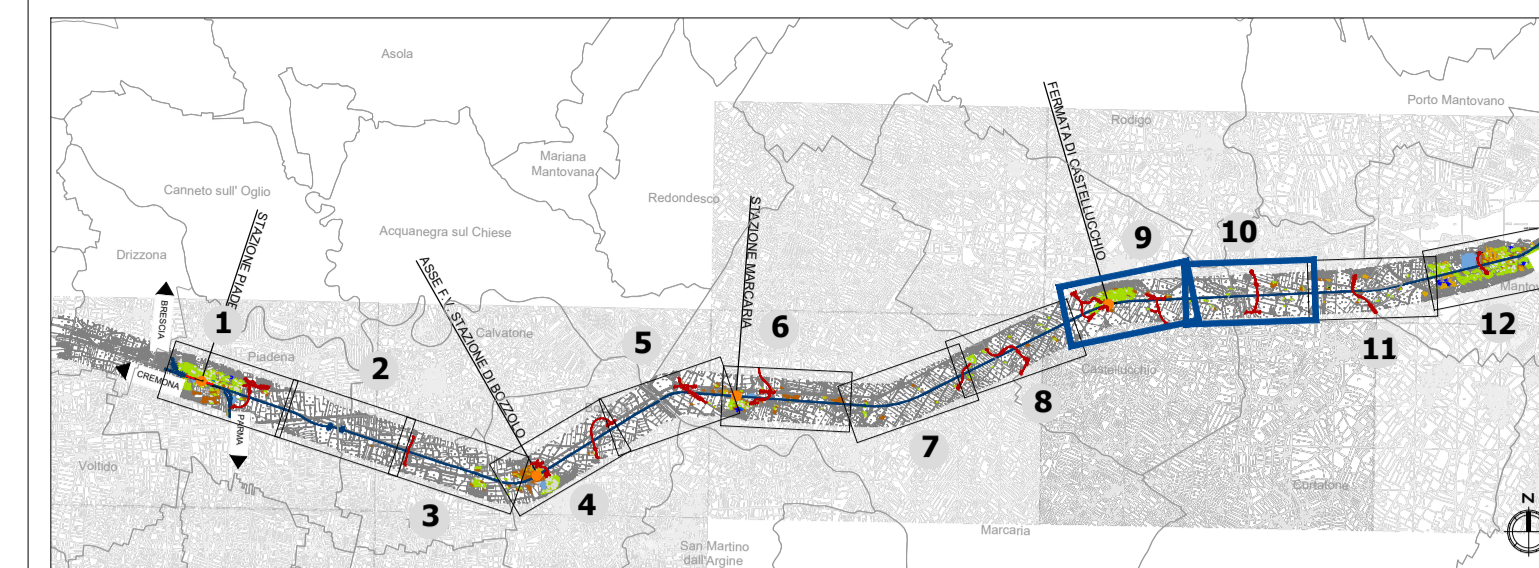 Asola
Porto Mantovano
Rodigo
FERMATA DI CASTELLUCCHIO
Mariana
Mantovana
Canneto sull' Oglio
Redondesco
STAZIONE PIADE
Acquanegra sul Chiese
STAZIONE MARCARIA
ASSE F.V.: STAZIONE DI BOZZOLO
Drizzona
BRESCIA
9
10
1
Calvatone
5
6
12
Mantov
Piadena
2
11
CREMONA
Castellucchio
8
PARMA
7
Voltido
3
4
Curtatone
N
Marcaria
San Martino
dall'Argine